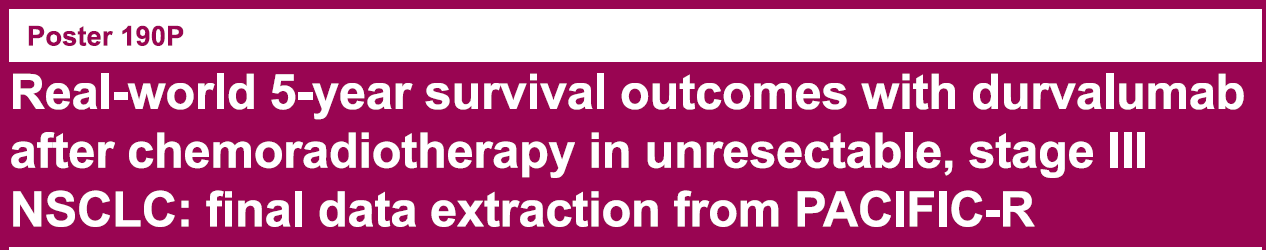 Poster 190P
Real-world 5-year survival outcomes with durvalumab
after chemoradiotherapy in unresectable, stage III
NSCLC: final data extraction from PACIFIC-R